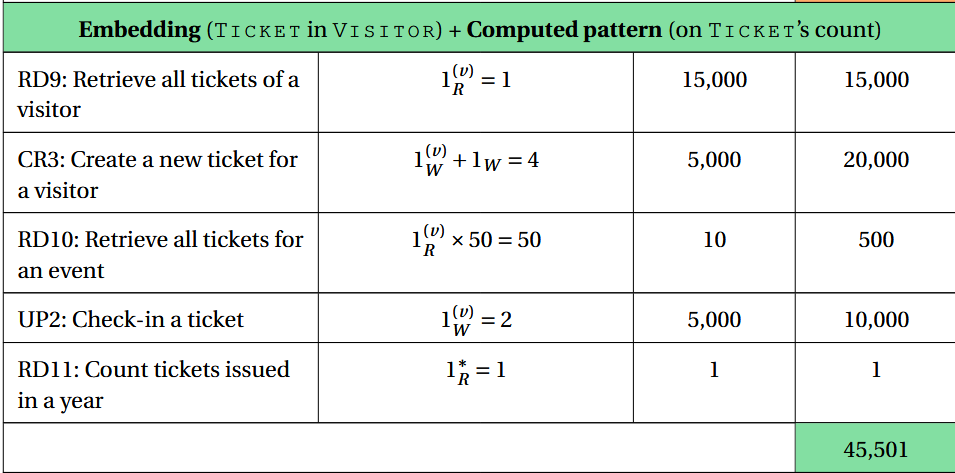 Embedding (TICKET in VISITOR) + Computed pattern (on TICKET's count)
RD9: Retrieve all tickets of a
visitor
1_R^(v) = 1
15,000
15,000
CR3: Create a new ticket for
a visitor
1_W^(v) + 1_W = 4
5,000
20,000
RD10: Retrieve all tickets for
an event
1_R^(v) × 50 = 50
10
500
UP2: Check-in a ticket
1_W^(v) = 2
5,000
10,000
RD11: Count tickets issued
in a year
1_R^* = 1
1
1
45,501